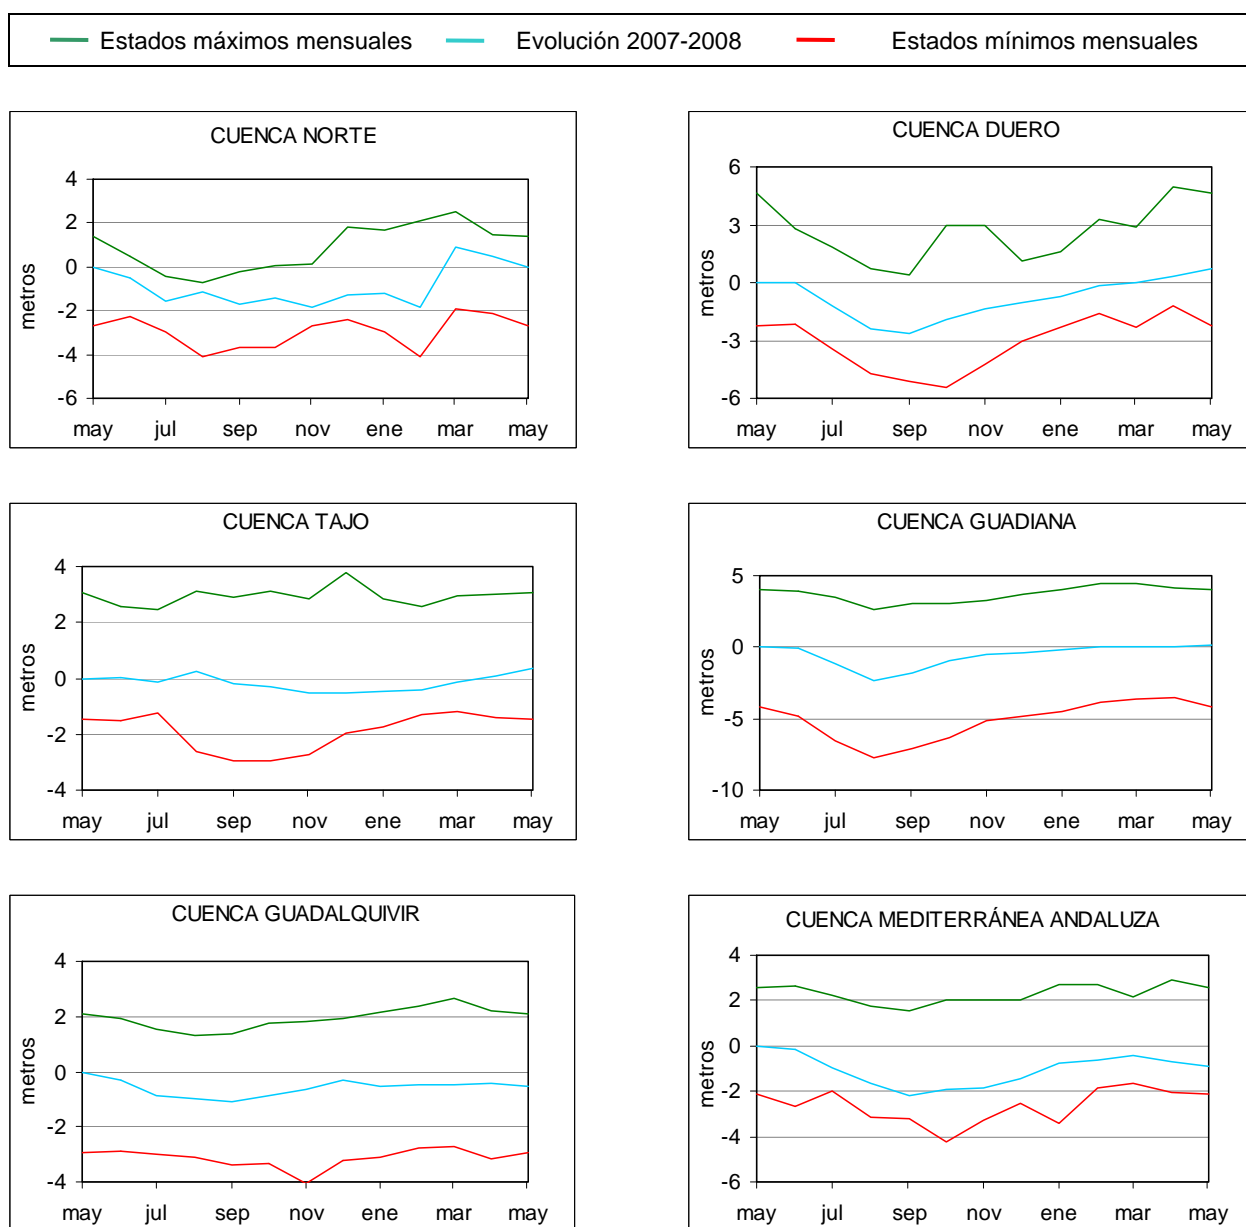 Estados máximos mensuales Evolución 2007-2008 Estados mínimos mensuales
CUENCA NORTE
metros
4
2
0
-2
-4
-6
may jul sep nov ene mar may
CUENCA DUERO
metros
6
3
0
-3
-6
may jul sep nov ene mar may
CUENCA TAJO
metros
4
2
0
-2
-4
may jul sep nov ene mar may
CUENCA GUADIANA
metros
5
0
-5
-10
may jul sep nov ene mar may
CUENCA GUADALQUIVIR
metros
4
2
0
-2
-4
may jul sep nov ene mar may
CUENCA MEDITERRÁNEA ANDALUZA
metros
4
2
0
-2
-4
-6
may jul sep nov ene mar may